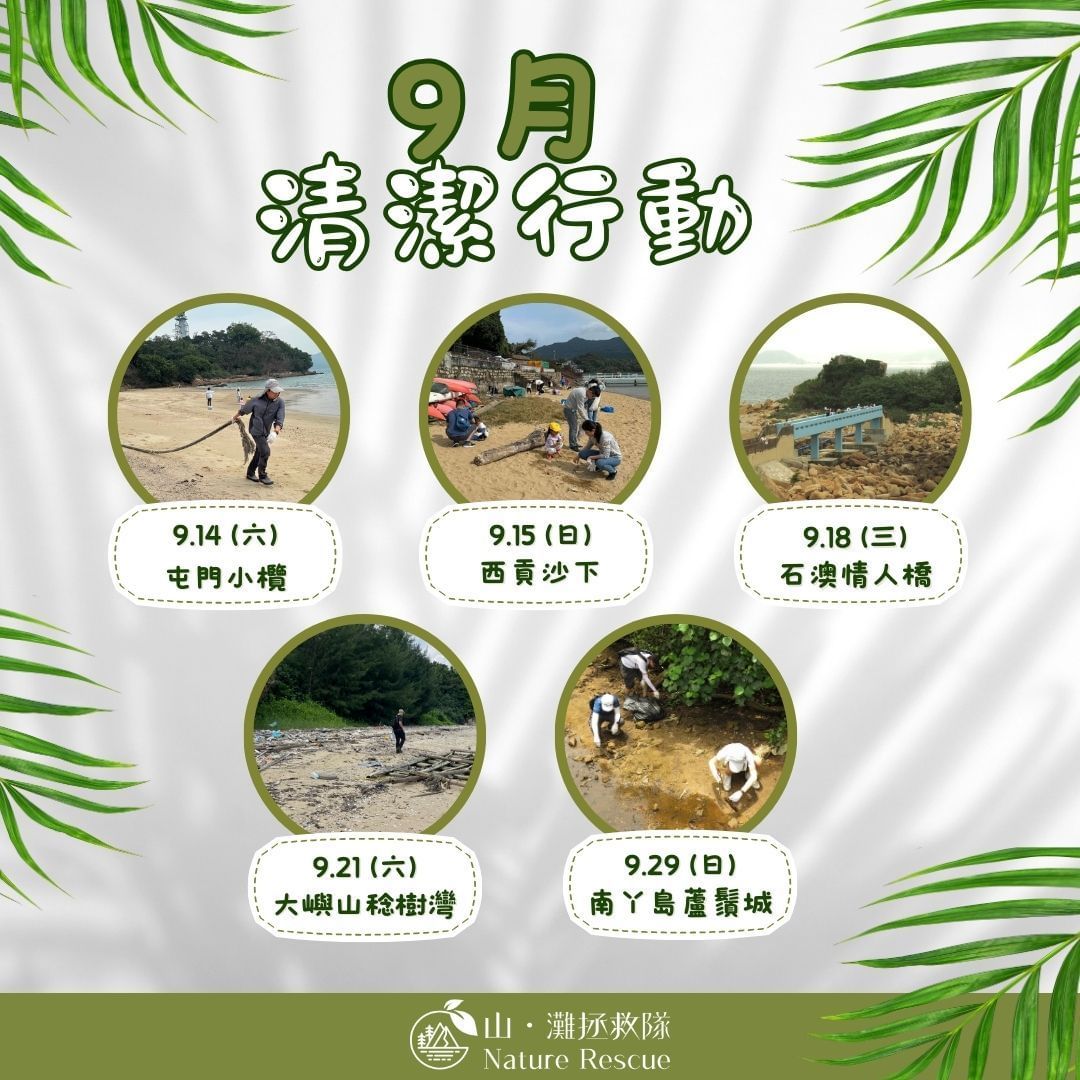 9月
清潔行動
9.14 (六)
屯門小欖
9.15 (日)
西貢沙下
9.18 (三)
石澳情人橋
9.21 (六)
大嶼山稔樹灣
9.29 (日)
南丫島蘆鬚城
山·灘拯救隊
Nature Rescue